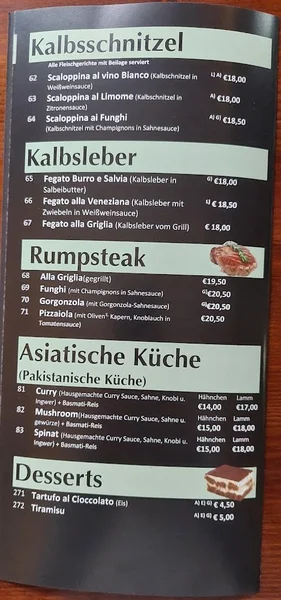 Kalbsschnitzel
Alle Fleischgerichte mit Beilage serviert
62 Scaloppina al vino Bianco (Kalbschnitzel in L) A) €18,00
Weißweinsauce)
63 Scaloppina al Limome (Kalbschnitzel in A) €18,00
Zitronensauce)
64 Scaloppina al Funghi A) G) €18,50
(Kalbschnitzel mit Champignons in Sahnesauce)
Kalbsleber
65 Fegato Burro e Salvia (Kalbsleber in G) €18,00
Salbeibutter)
66 Fegato alla Veneziana (Kalbsleber mit L) € 18,50
Zwiebeln in Weißweinsauce)
67 Fegato alla Griglia (Kalbsleber vom Grill) € 18,00
Rumpsteak
68 Alla Griglia(gegrillt) €19,50
69 Funghi (mit Champignons in Sahnesauce) G)€20,50
70 Gorgonzola (mit Gorgonzola-Sahnesauce) G)€20,50
71 Pizzaiola (mit Oliven Kapern, Knoblauch in €20,50
Tomatensauce)
Asiatische Küche
(Pakistanische Küche)
81 Curry (Hausgemachte Curry Sauce, Sahne, Knobi u. Hähnchen Lamm
Ingwer) + Basmati-Reis €14,00 €17,00
82 Mushroom(Hausgemachte Curry Sauce, Sahne u. Hähnchen Lamm
gewürze) + Basmati-Reis €15,00 €18,00
83 Spinat (Hausgemachte Curry Sauce, Sahne, Knobi u. Hähnchen Lamm
Ingwer) + Basmati-Reis €15,00 €18,00
Desserts
271 Tartufo al Cioccolato (Eis) A) E) G) € 4,50
272 Tiramisu A) E) G) € 5,00